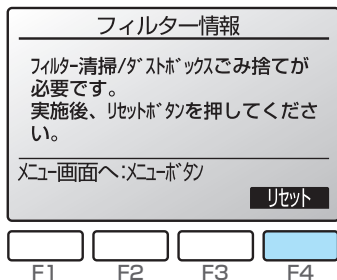 フィルター情報
フィルター清掃/ダストボックスごみ捨てが
必要です。
実施後、リセットボタンを押してくださ
い。
メニュー画面へ:メニューボタン
リセット
F1 F2 F3 F4